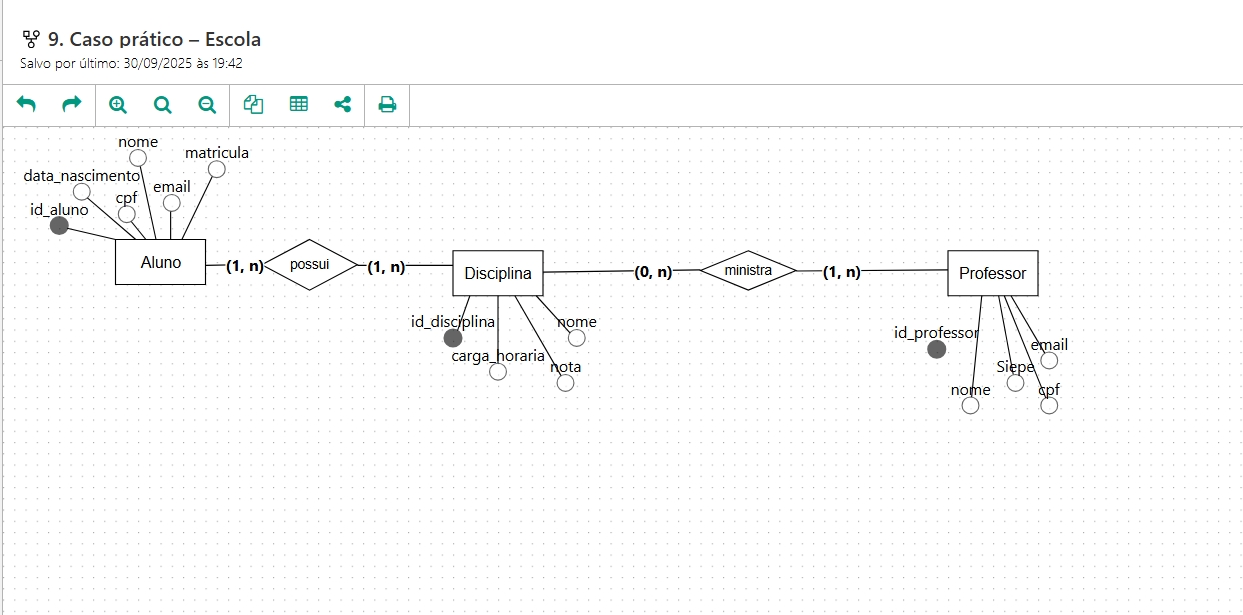 9. Caso prático – Escola
Salvo por último: 30/09/2025 às 19:42
nome
matricula
data_nascimento
email
cpf
id_aluno
Aluno
(1, n)
possui
(1, n)
Disciplina
(0, n)
ministra
(1, n)
Professor
id_disciplina
nome
carga_horaria
nota
id_professor
email
Siepe
nome
cpf